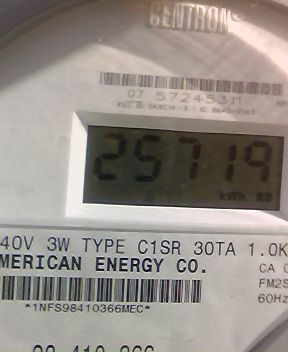 CENTRON
07 57245311
25719
kWh
40V 3W TYPE C1SR 30TA 1.0K
MERICAN ENERGY CO.
CA
FM2S
60Hz
*1NFS98410366MEC*